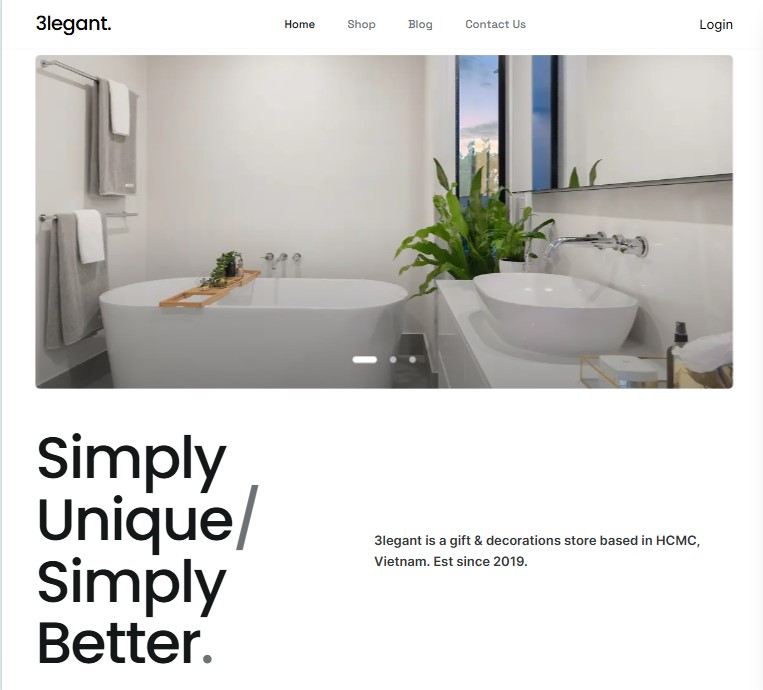 3legant.
Home Shop Blog Contact Us
Login
Simply
Unique/
Simply
Better.
3legant is a gift & decorations store based in HCMC,
Vietnam. Est since 2019.